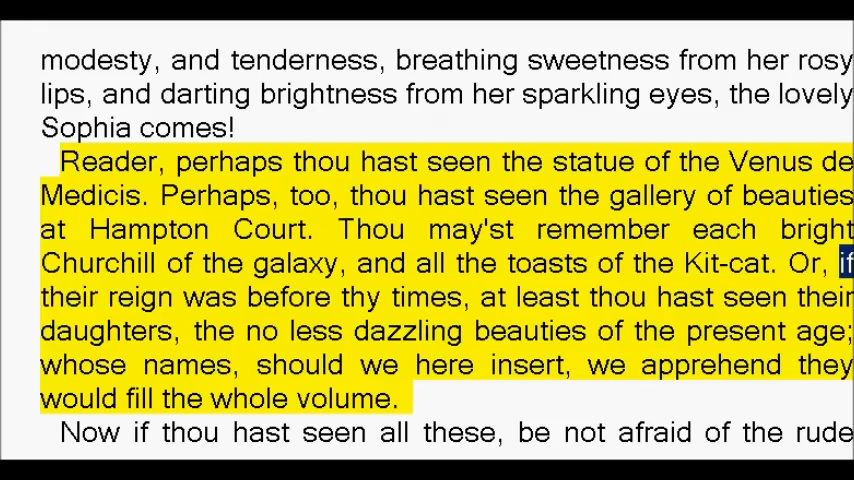 modesty, and tenderness, breathing sweetness from her rosy
lips, and darting brightness from her sparkling eyes, the lovely
Sophia comes!
Reader, perhaps thou hast seen the statue of the Venus de
Medicis. Perhaps, too, thou hast seen the gallery of beauties
at Hampton Court. Thou may'st remember each bright
Churchill of the galaxy, and all the toasts of the Kit-cat. Or, if
their reign was before thy times, at least thou hast seen their
daughters, the no less dazzling beauties of the present age;
whose names, should we here insert, we apprehend they
would fill the whole volume.
Now if thou hast seen all these, be not afraid of the rude